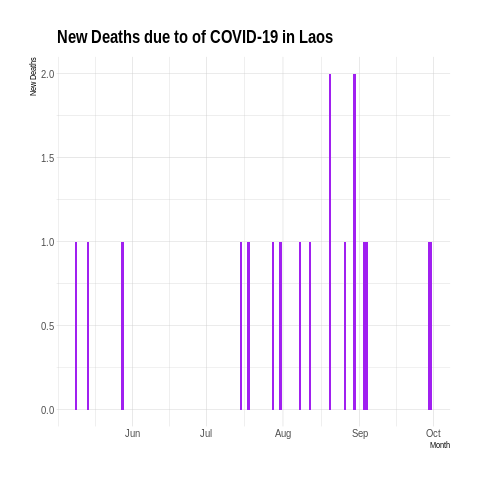 New Deaths due to of COVID-19 in Laos
New Deaths
2.0
1.5
1.0
0.5
0.0
Jun Jul Aug Sep Oct
Month